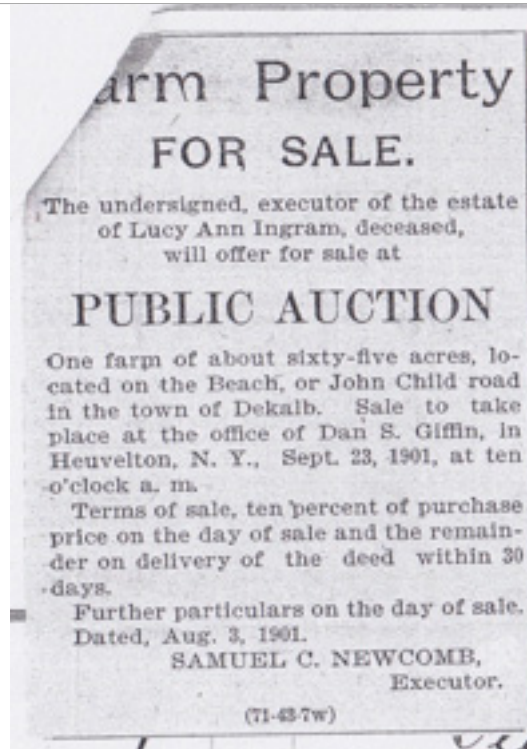 arm Property
FOR SALE.
The undersigned, executor of the estate
of Lucy Ann Ingram, deceased,
will offer for sale at
PUBLIC AUCTION
One farm of about sixty-five acres, lo-
cated on the Beach, or John Child road
in the town of Dekalb. Sale to take
place at the office of Dan S. Giffin, in
Heuvelton, N. Y., Sept. 23, 1901, at ten
o'clock a. m.
Terms of sale, ten percent of purchase
price on the day of sale and the remain-
der on delivery of the deed within 30
days.
Further particulars on the day of sale.
Dated, Aug. 3, 1901.
SAMUEL C. NEWCOMB,
Executor.
(71-43-7w)